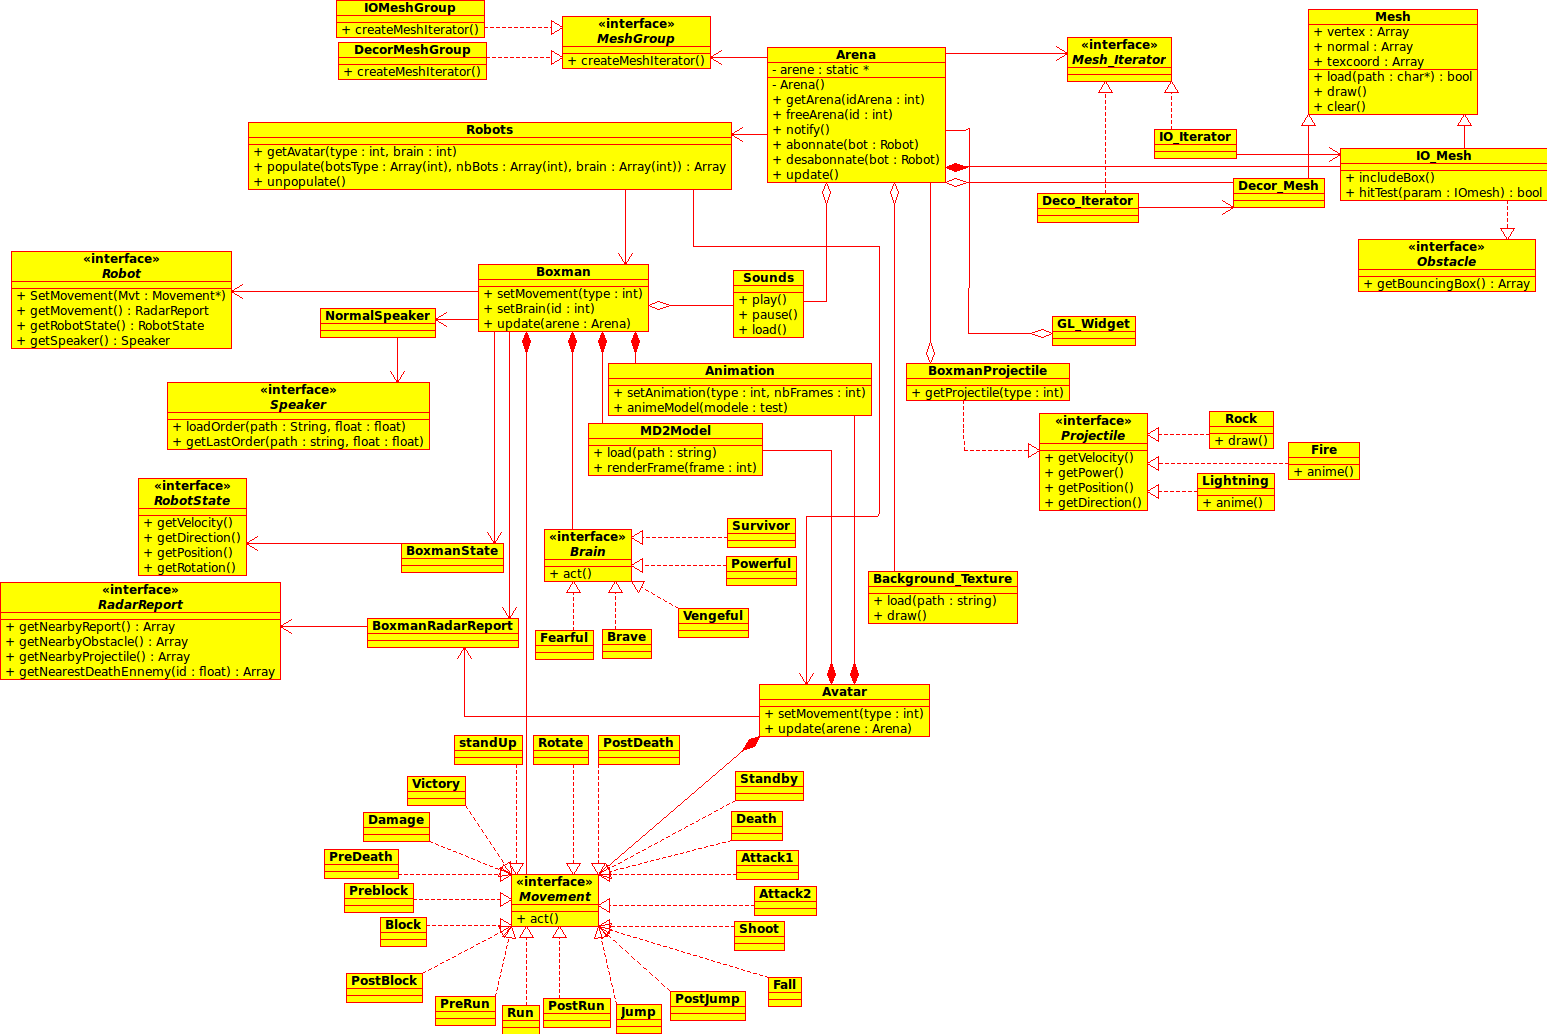 IOMeshGroup
+ createMeshIterator()
DecorMeshGroup
+ createMeshIterator()
«interface»
MeshGroup
+ createMeshIterator()
Arena
- arene : static *
- Arena()
+ getArena(idArena : int)
+ freeArena(id : int)
+ notify()
+ abonnate(bot : Robot)
+ desabonnate(bot : Robot)
+ update()
«interface»
Mesh_Iterator
Mesh
+ vertex : Array
+ normal : Array
+ texcoord : Array
+ load(path : char*) : bool
+ draw()
+ clear()
IO_Iterator
IO_Mesh
+ includeBox()
+ hitTest(param : IOmesh) : bool
Decor_Mesh
Deco_Iterator
«interface»
Obstacle
+ getBouncingBox() : Array
Robots
+ getAvatar(type : int, brain : int)
+ populate(botsType : Array(int), nbBots : Array(int), brain : Array(int)) : Array
+ unpopulate()
«interface»
Robot
+ SetMovement(Mvt : Movement*)
+ getMovement() : RadarReport
+ getRobotState() : RobotState
+ getSpeaker() : Speaker
Boxman
+ setMovement(type : int)
+ setBrain(id : int)
+ update(arene : Arena)
Sounds
+ play()
+ pause()
+ load()
NormalSpeaker
GL_Widget
«interface»
Speaker
+ loadOrder(path : String, float : float)
+ getLastOrder(path : string, float : float)
Animation
+ setAnimation(type : int, nbFrames : int)
+ animeModel(modele : test)
BoxmanProjectile
+ getProjectile(type : int)
MD2Model
+ load(path : string)
+ renderFrame(frame : int)
«interface»
Projectile
+ getVelocity()
+ getPower()
+ getPosition()
+ getDirection()
Rock
+ draw()
Fire
+ anime()
Lightning
+ anime()
«interface»
RobotState
+ getVelocity()
+ getDirection()
+ getPosition()
+ getRotation()
BoxmanState
«interface»
Brain
+ act()
Survivor
Powerful
Vengeful
Fearful
Brave
Background_Texture
+ load(path : string)
+ draw()
«interface»
RadarReport
+ getNearbyReport() : Array
+ getNearbyObstacle() : Array
+ getNearbyProjectile() : Array
+ getNearestDeathEnnemy(id : float) : Array
BoxmanRadarReport
Avatar
+ setMovement(type : int)
+ update(arene : Arena)
standUp
Rotate
PostDeath
Victory
Standby
Damage
Death
PreDeath
Attack1
Preblock
«interface»
Movement
+ act()
Attack2
Block
Shoot
PostBlock
Fall
PreRun
Run
PostRun
Jump
PostJump